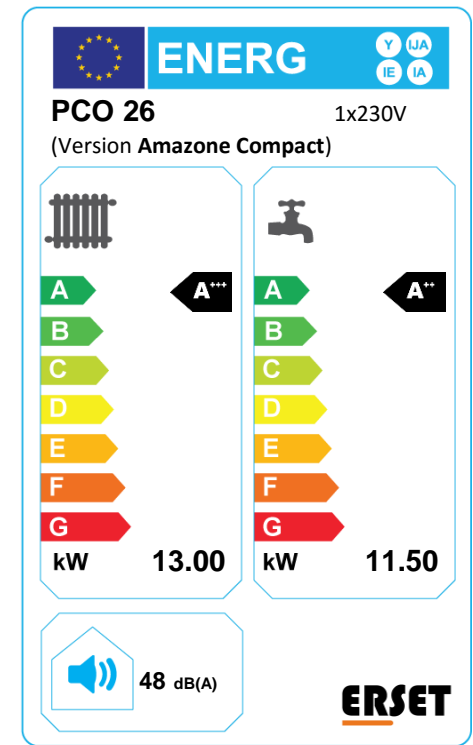 ENERG
Y IJA
IE IA
PCO 26 1x230V
(Version Amazone Compact)
A A+++
B
C
D
E
F
G
kW 13.00
A A++
B
C
D
E
F
G
kW 11.50
48 dB(A)
ERSET